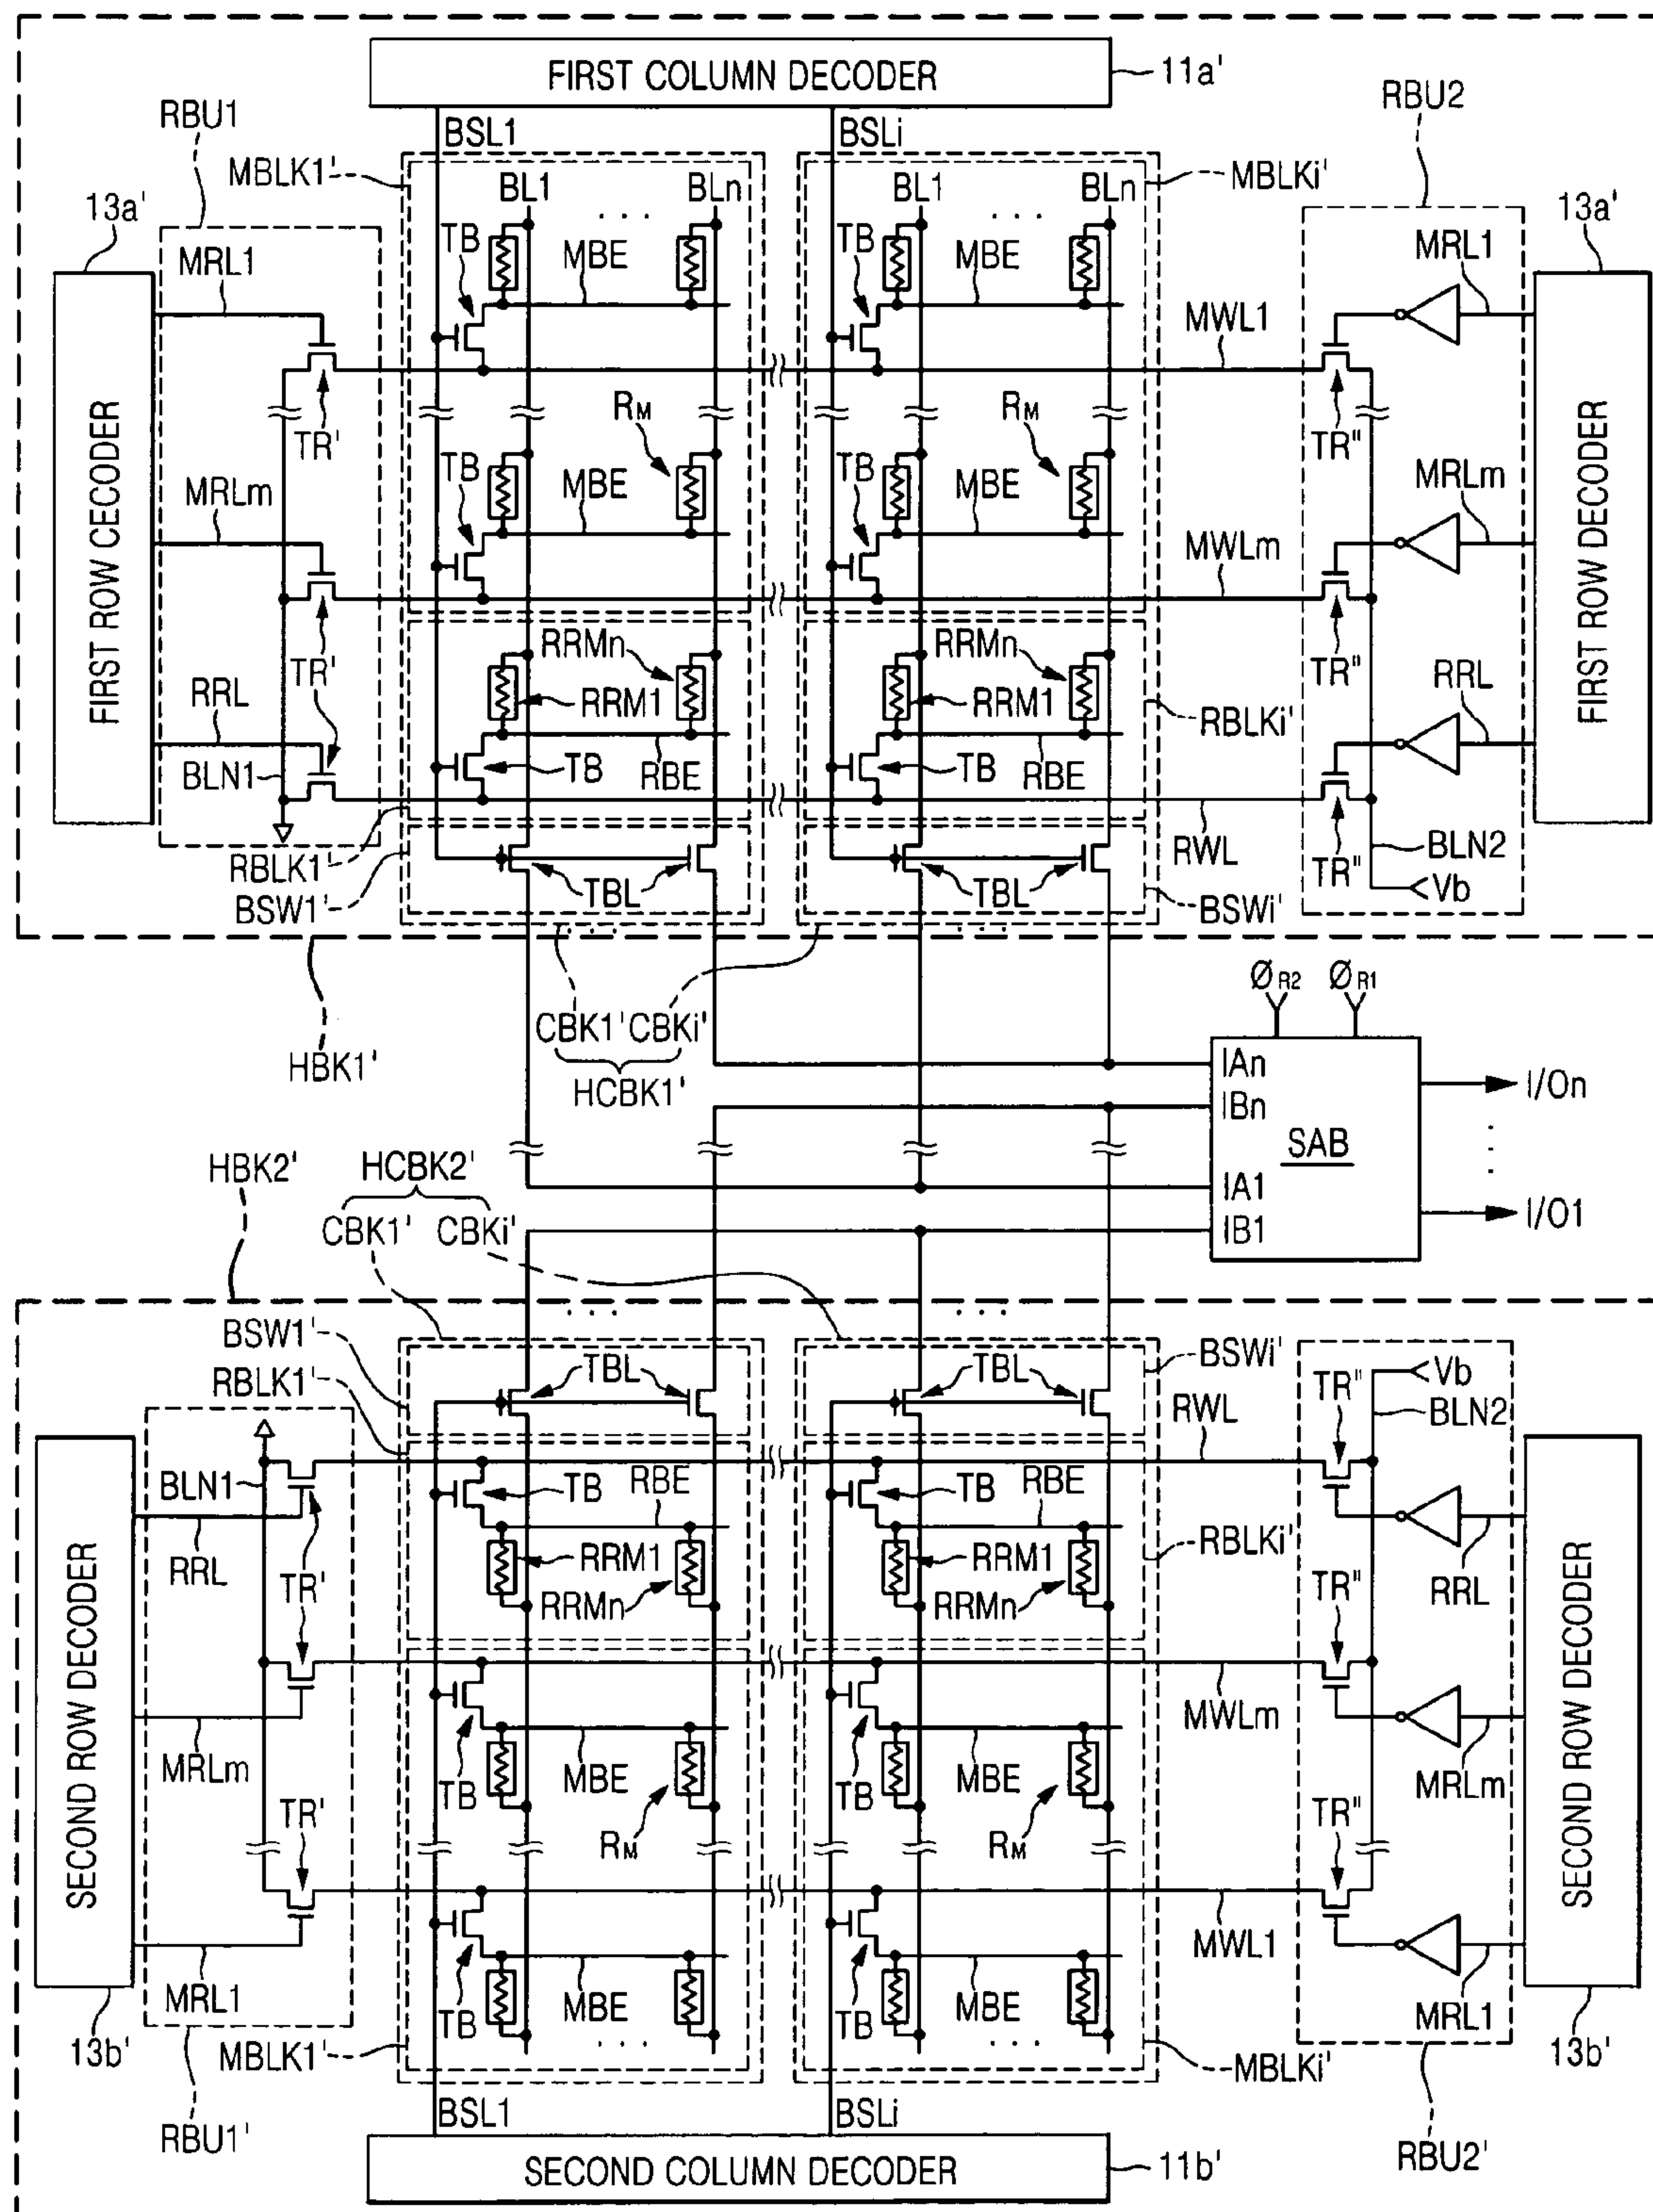 FIRST COLUMN DECODER
11a'
RBU1
BSL1
BSLi
RBU2
MBLK1'
BL1
BLn
BL1
BLn
MBLKi'
13a'
13a'
. . .
. . .
MRL1
TB
MBE
TB
MBE
MRL1
MWL1
FIRST ROW CECODER
TR'
RM
RM
TR"
FIRST ROW DECODER
MRLm
TB
MBE
TB
MBE
MRLm
MWLm
TR'
RRMn
RRMn
TR"
RRL
RRM1
RRM1
RRL
RBLKi'
BLN1
TB
RBE
TB
RBE
RBLK1'
RWL
TR"
BLN2
BSW1'
TBL
TBL
BSWi'
Vb
. . .
. . .
ØR2
ØR1
CBK1'
CBKi'
HBK1'
HCBK1'
IAn
I/On
IBn
SAB
HBK2'
HCBK2'
IA1
CBK1'
CBKi'
IB1
I/O1
. . .
. . .
BSW1'
BSWi'
Vb
RBLK1'
TBL
TBL
TR"
RWL
BLN2
BLN1
TB
RBE
TB
RBE
RBLKi'
SECOND ROW DECODER
RRL
TR'
RRM1
RRM1
TR"
RRL
SECOND ROW DECODER
RRMn
RRMn
MWLm
MRLm
TB
MBE
TB
MBE
MRLm
TR'
RM
RM
TR"
MWL1
MRL1
TB
MBE
TB
MBE
MRL1
13b'
MBLK1'
. . .
. . .
MBLKi'
13b'
RBU1'
BSL1
BSLi
RBU2'
SECOND COLUMN DECODER
11b'